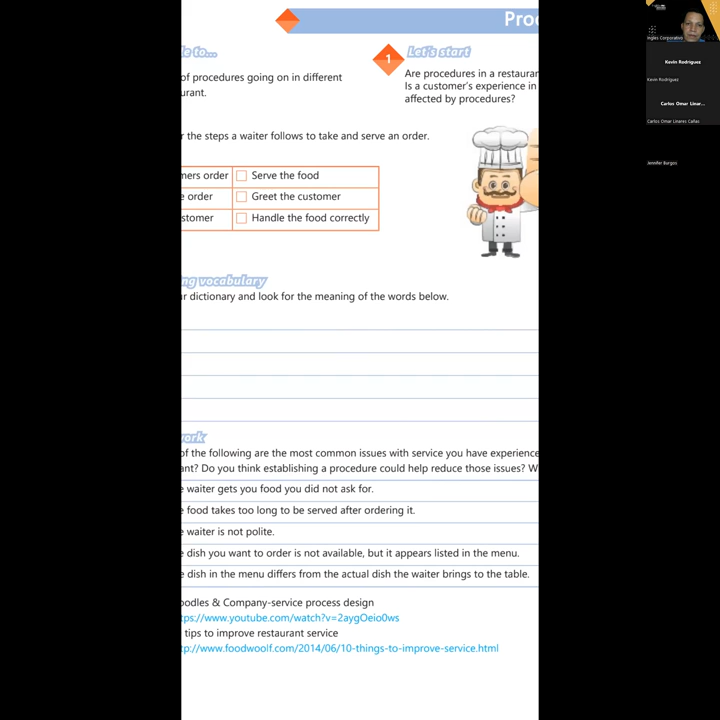 Proc
le to...
of procedures going on in different
urant.
1
Let's start
Are procedures in a restauran
Is a customer's experience in
affected by procedures?
r the steps a waiter follows to take and serve an order.
mers order
Serve the food
e order
Greet the customer
stomer
Handle the food correctly
ng vocabulary
ur dictionary and look for the meaning of the words below.
work
of the following are the most common issues with service you have experience
ant? Do you think establishing a procedure could help reduce those issues? W
e waiter gets you food you did not ask for.
e food takes too long to be served after ordering it.
e waiter is not polite.
e dish you want to order is not available, but it appears listed in the menu.
e dish in the menu differs from the actual dish the waiter brings to the table.
oodles & Company-service process design
tps://www.youtube.com/watch?v=2aygOeio0ws
tips to improve restaurant service
tp://www.foodwoolf.com/2014/06/10-things-to-improve-service.html
Ingles Corporativo
Kevin Rodriguez
Kevin Rodriguez
Carlos Omar Linar...
Carlos Omar Linares Callas
Jennifer Burgos